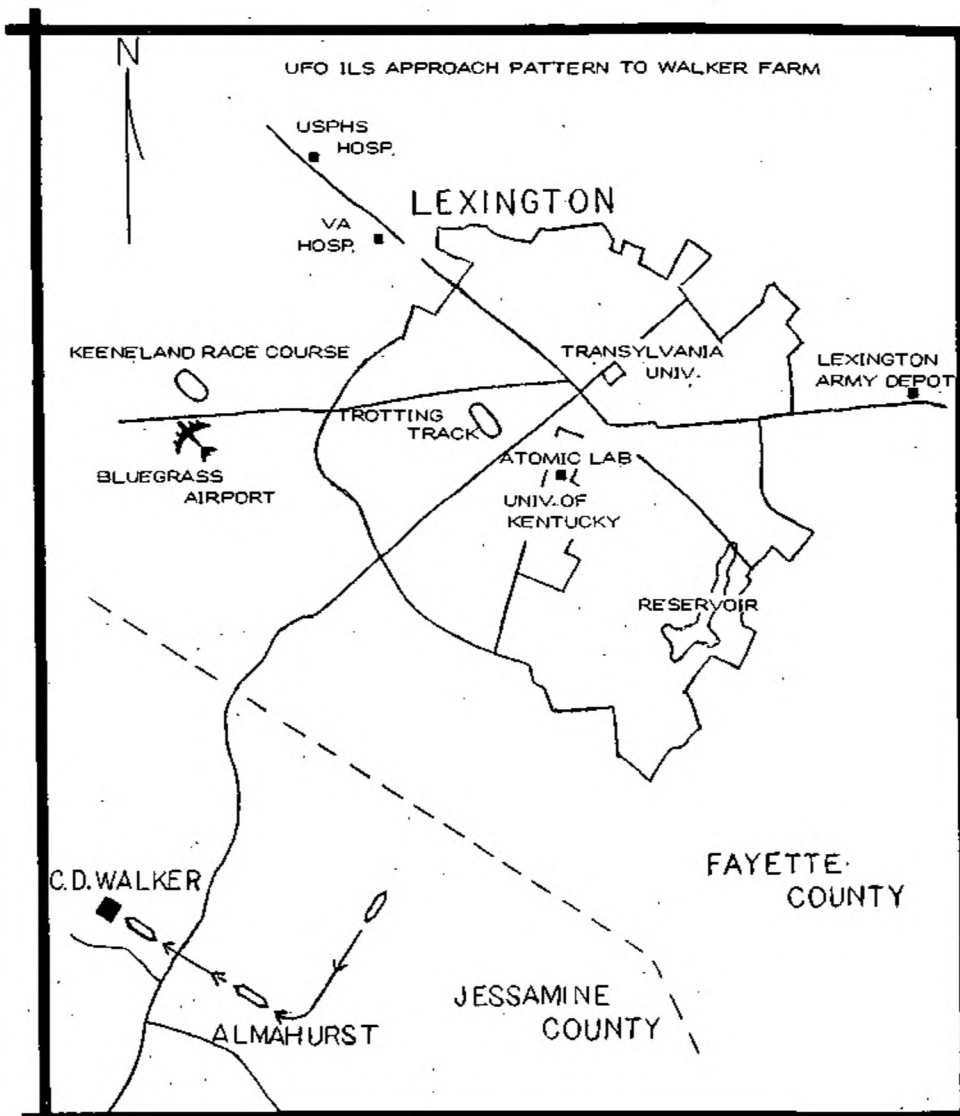 N
UFO ILS APPROACH PATTERN TO WALKER FARM
USPHS
HOSP.
LEXINGTON
VA
HOSP.
KEENELAND RACE COURSE
TRANSYLVANIA
UNIV.
LEXINGTON
ARMY DEPOT
TROTTING
TRACK
BLUEGRASS
AIRPORT
ATOMIC LAB
UNIV. OF
KENTUCKY
RESERVOIR
FAYETTE
COUNTY
C.D. WALKER
JESSAMINE
COUNTY
ALMAHURST